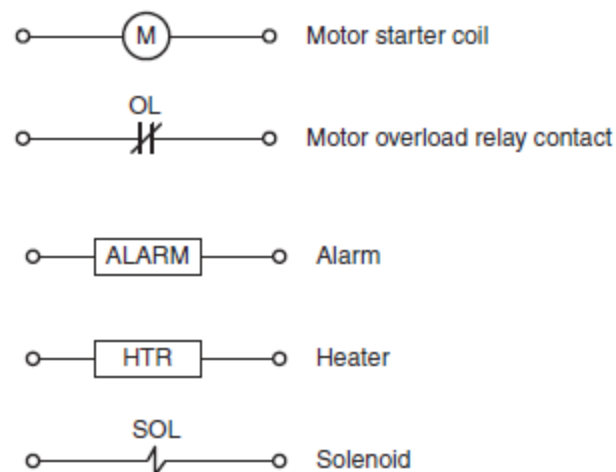 M Motor starter coil
OL
Motor overload relay contact
ALARM Alarm
HTR Heater
SOL
Solenoid